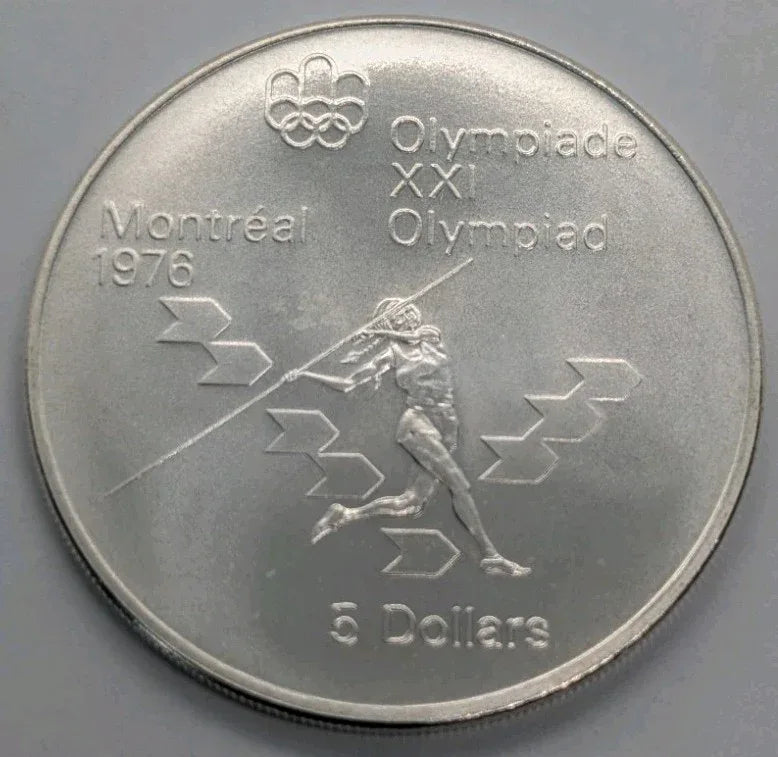 Olympiade
XXI
Olympiad
Montréal
1976
5 Dollars